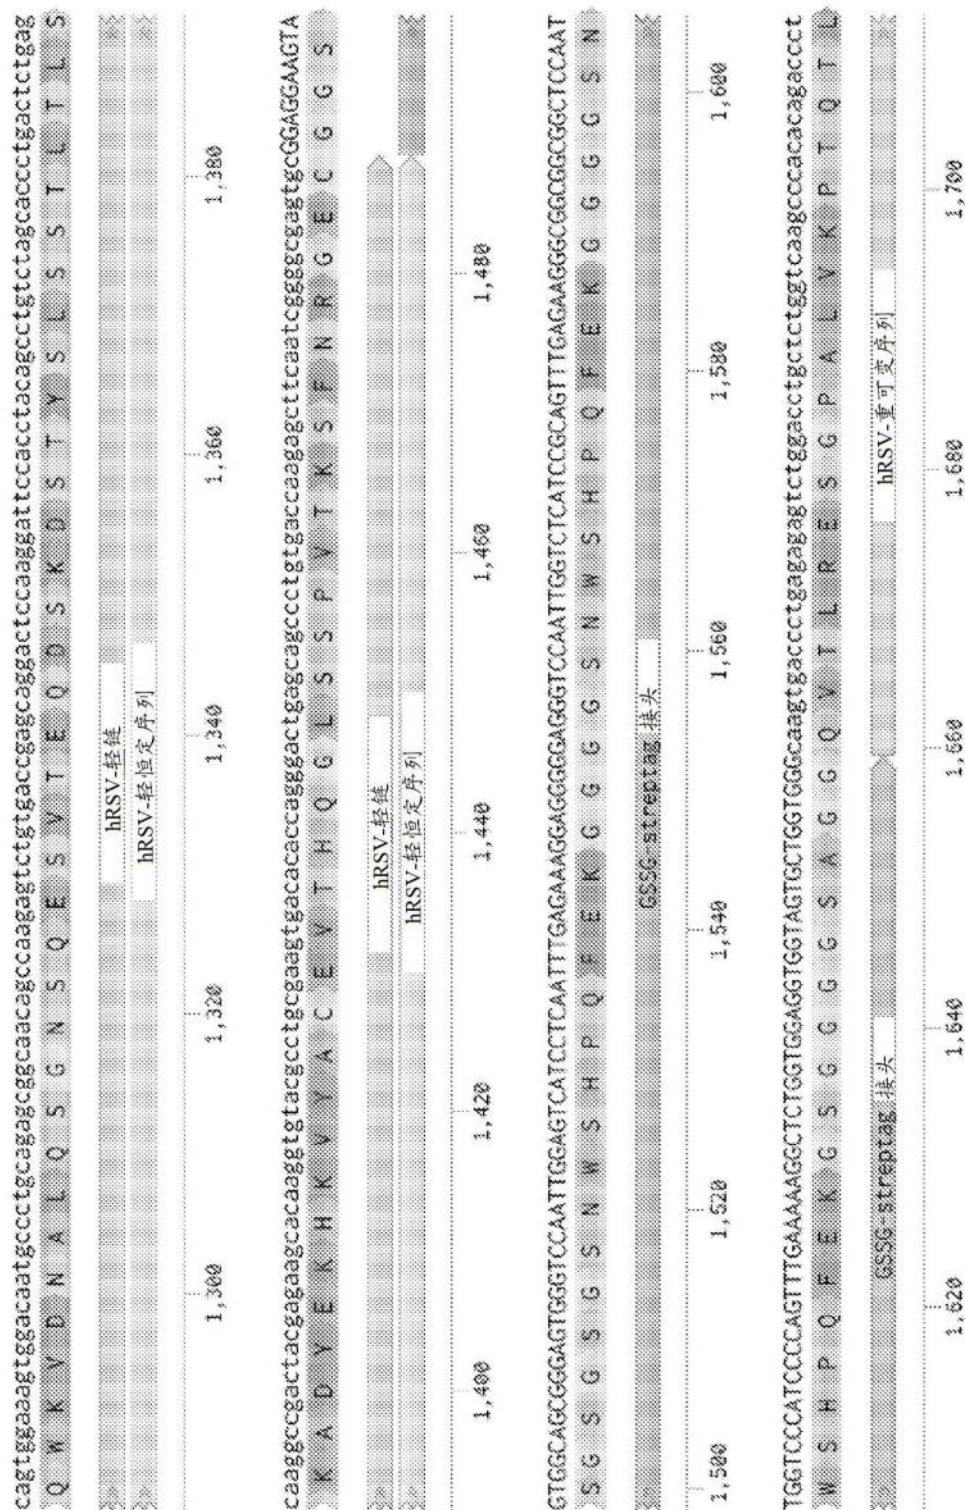 cagtggaaagtggacaatgccctgcagagcggcaacagccaagagtctgtgaccgagcaggactccaaggattccacctacagcctgtctagcaccctgactctgag
Q W K V D N A L Q S G N S Q E S V T E Q D S K D S T Y S L S S T L T L S
hRSV-轻链
hRSV-轻恒定序列
1,300 1,320 1,340 1,360 1,380
caaggccgactacgagaagcacaaggtgtacgcctgcgaagtgacacaccagggactgagcagccctgtgaccaagagcttcaatcggggcgagtgcGGAGGAAGTA
K A D Y E K H K V Y A C E V T H Q G L S S P V T K S F N R G E C G G S
hRSV-轻链
hRSV-轻恒定序列
1,400 1,420 1,440 1,460 1,480
GTGGCAGCGGGAGTGGGTCCAATTGGAGTCATCCTCAATTTGAGAAAGGAGGGGGAGGGTCCAATTGGTCTCATCCGCAGTTTGAGAAGGGCGGCGGCGGCTCCAAT
S G S G S G S N W S H P Q F E K G G G G S N W S H P Q F E K G G G G S N
GSSG-streptag 接头
1,500 1,520 1,540 1,560 1,580 1,600
TGGTCCCATCCCCAGTTTGAAAAAGGCTCTGGTGGAGGTGGTAGTGCTGGTGGGcaagtgaccctgagagagtctggacctgctctggtcaagcccacacagaccct
W S H P Q F E K G S G G G G S A G G Q V T L R E S G P A L V K P T Q T L
GSSG-streptag 接头 hRSV-重可变序列
1,620 1,640 1,660 1,680 1,700